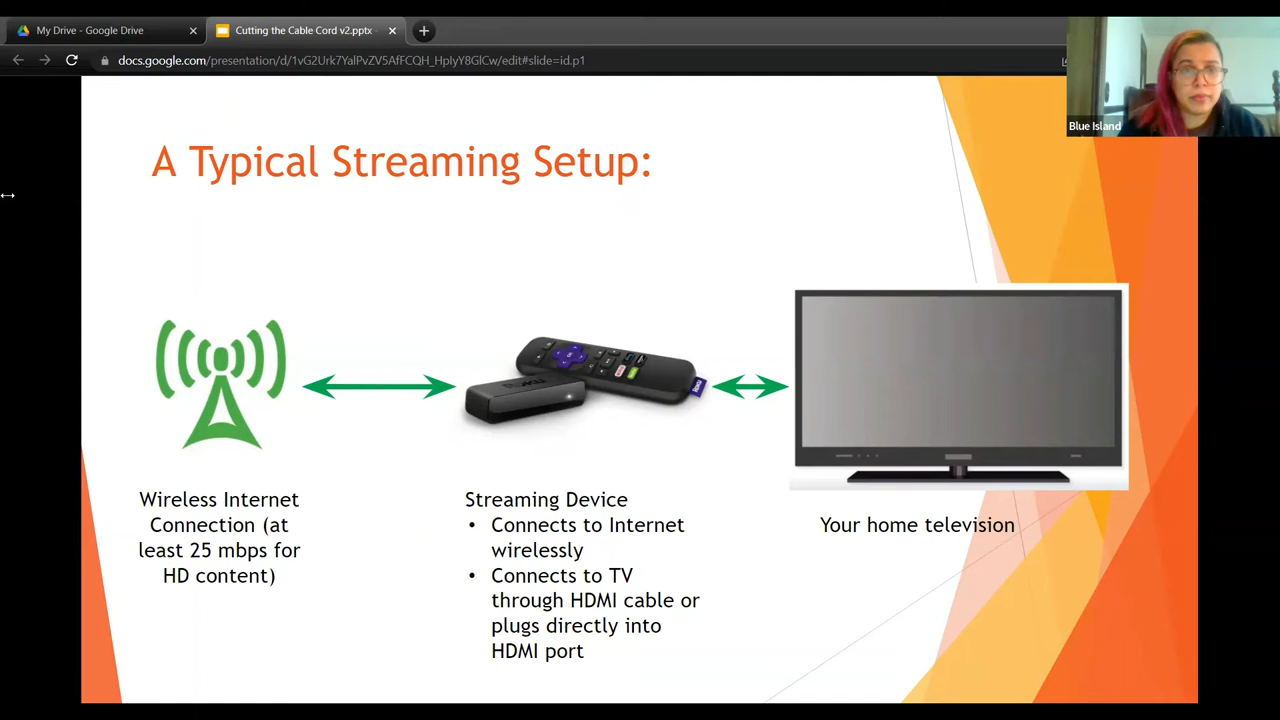 My Drive - Google Drive
Cutting the Cable Cord v2.pptx
docs.google.com/presentation/d/1vG2Urk7YalPvZV5AfFCQH_HpIyY8GlCw/edit#slide=id.p1
Blue Island
A Typical Streaming Setup:
Roku
Roku
Wireless Internet
Connection (at
least 25 mbps for
HD content)
Streaming Device
• Connects to Internet
wirelessly
• Connects to TV
through HDMI cable or
plugs directly into
HDMI port
Your home television